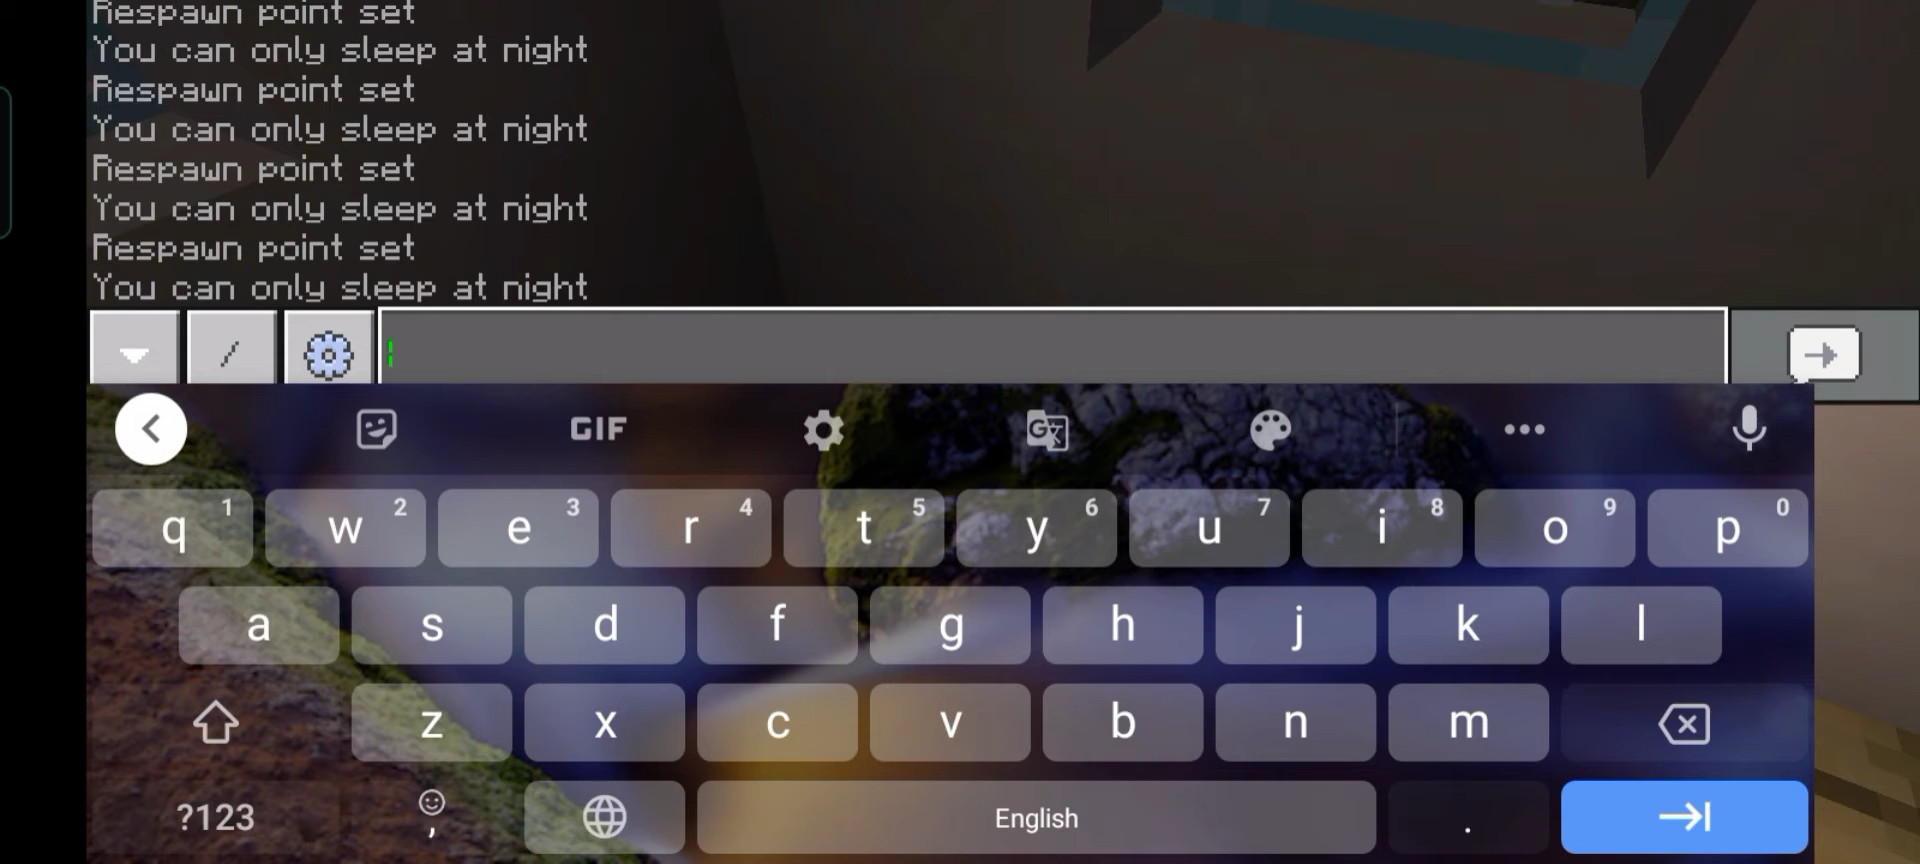 Respawn point set
You can only sleep at night
Respawn point set
You can only sleep at night
Respawn point set
You can only sleep at night
Respawn point set
You can only sleep at night
/
GIF
q 1 w 2 e 3 r 4 t 5 y 6 u 7 i 8 o 9 p 0
a s d f g h j k l
z x c v b n m
?123 , English .